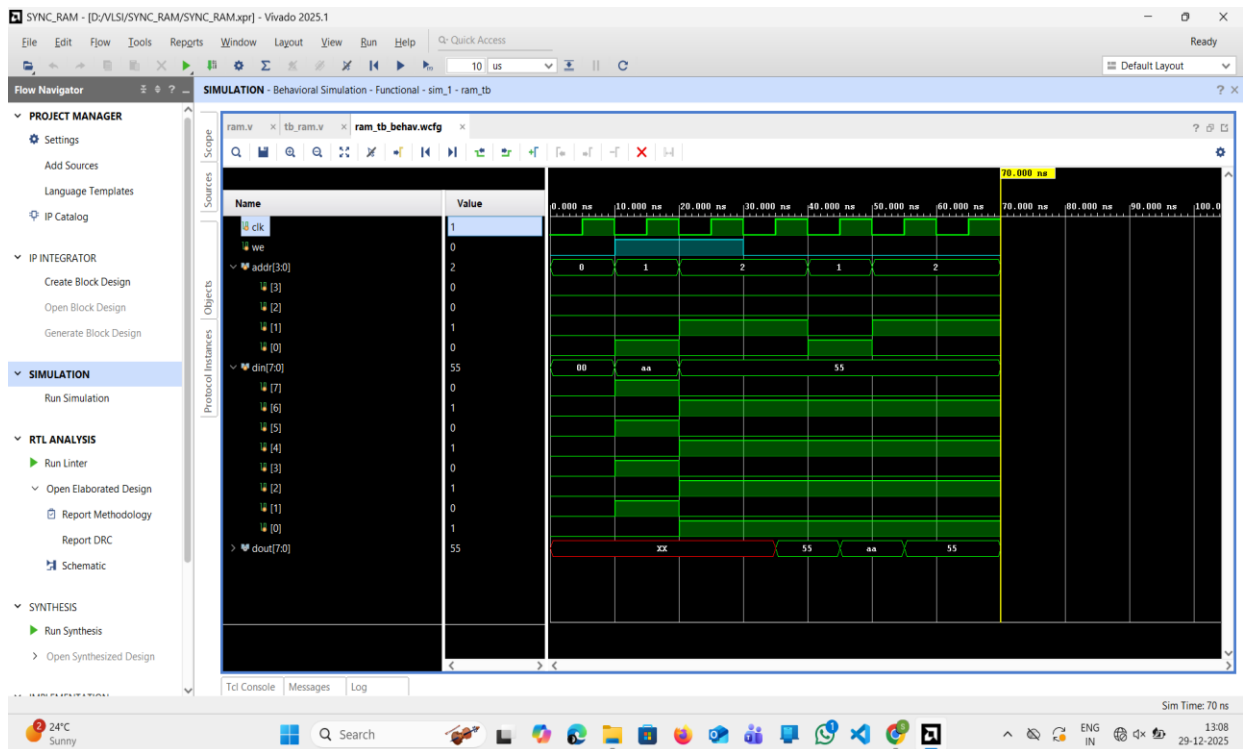 SYNC_RAM - [D:/VLSI/SYNC_RAM/SYNC_RAM.xpr] - Vivado 2025.1
File Edit Flow Tools Reports Window Layout View Run Help Q- Quick Access Ready
10 us Default Layout
Flow Navigator ? SIMULATION - Behavioral Simulation - Functional - sim_1 - ram_tb ? X
PROJECT MANAGER
Settings
Add Sources
Language Templates
IP Catalog
IP INTEGRATOR
Create Block Design
Open Block Design
Generate Block Design
SIMULATION
Run Simulation
RTL ANALYSIS
Run Linter
Open Elaborated Design
Report Methodology
Report DRC
Schematic
SYNTHESIS
Run Synthesis
Open Synthesized Design
Scope
Sources
Objects
Protocol Instances
ram.v × tb_ram.v × ram_tb_behav.wcfg ×
70.000 ns
Name Value 0.000 ns 10.000 ns 20.000 ns 30.000 ns 40.000 ns 50.000 ns 60.000 ns 70.000 ns 80.000 ns 90.000 ns 100.0
clk 1
we 0
addr[3:0] 2 0 1 2 1 2
[3] 0
[2] 0
[1] 1
[0] 0
din[7:0] 55 00 aa 55
[7] 0
[6] 1
[5] 0
[4] 1
[3] 0
[2] 1
[1] 0
[0] 1
dout[7:0] 55 XX 55 aa 55
Tcl Console Messages Log
Sim Time: 70 ns
2 24°C
Sunny
Search
1
ENG
IN
13:08
29-12-2025